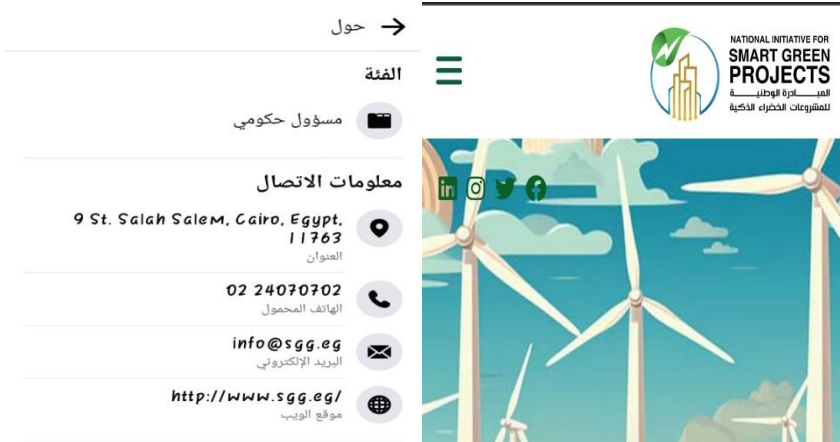 حول
الفئة
مسؤول حكومي
معلومات الاتصال
9 St. Salah Salem, Cairo, Egypt,
11763
العنوان
02 24070702
الهاتف المحمول
info@sgg.eg
البريد الإلكتروني
http://www.sgg.eg/
موقع الويب
NATIONAL INITIATIVE FOR
SMART GREEN
PROJECTS
المبــــادرة الوطنيــــة
للمشروعات الخضراء الذكية